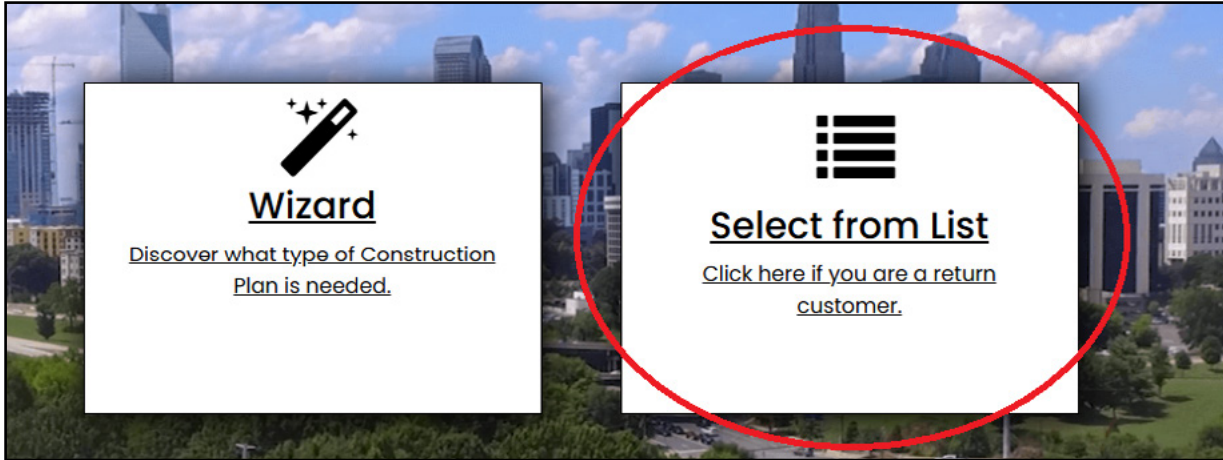 Wizard
Discover what type of Construction
Plan is needed.
Select from List
Click here if you are a return
customer.